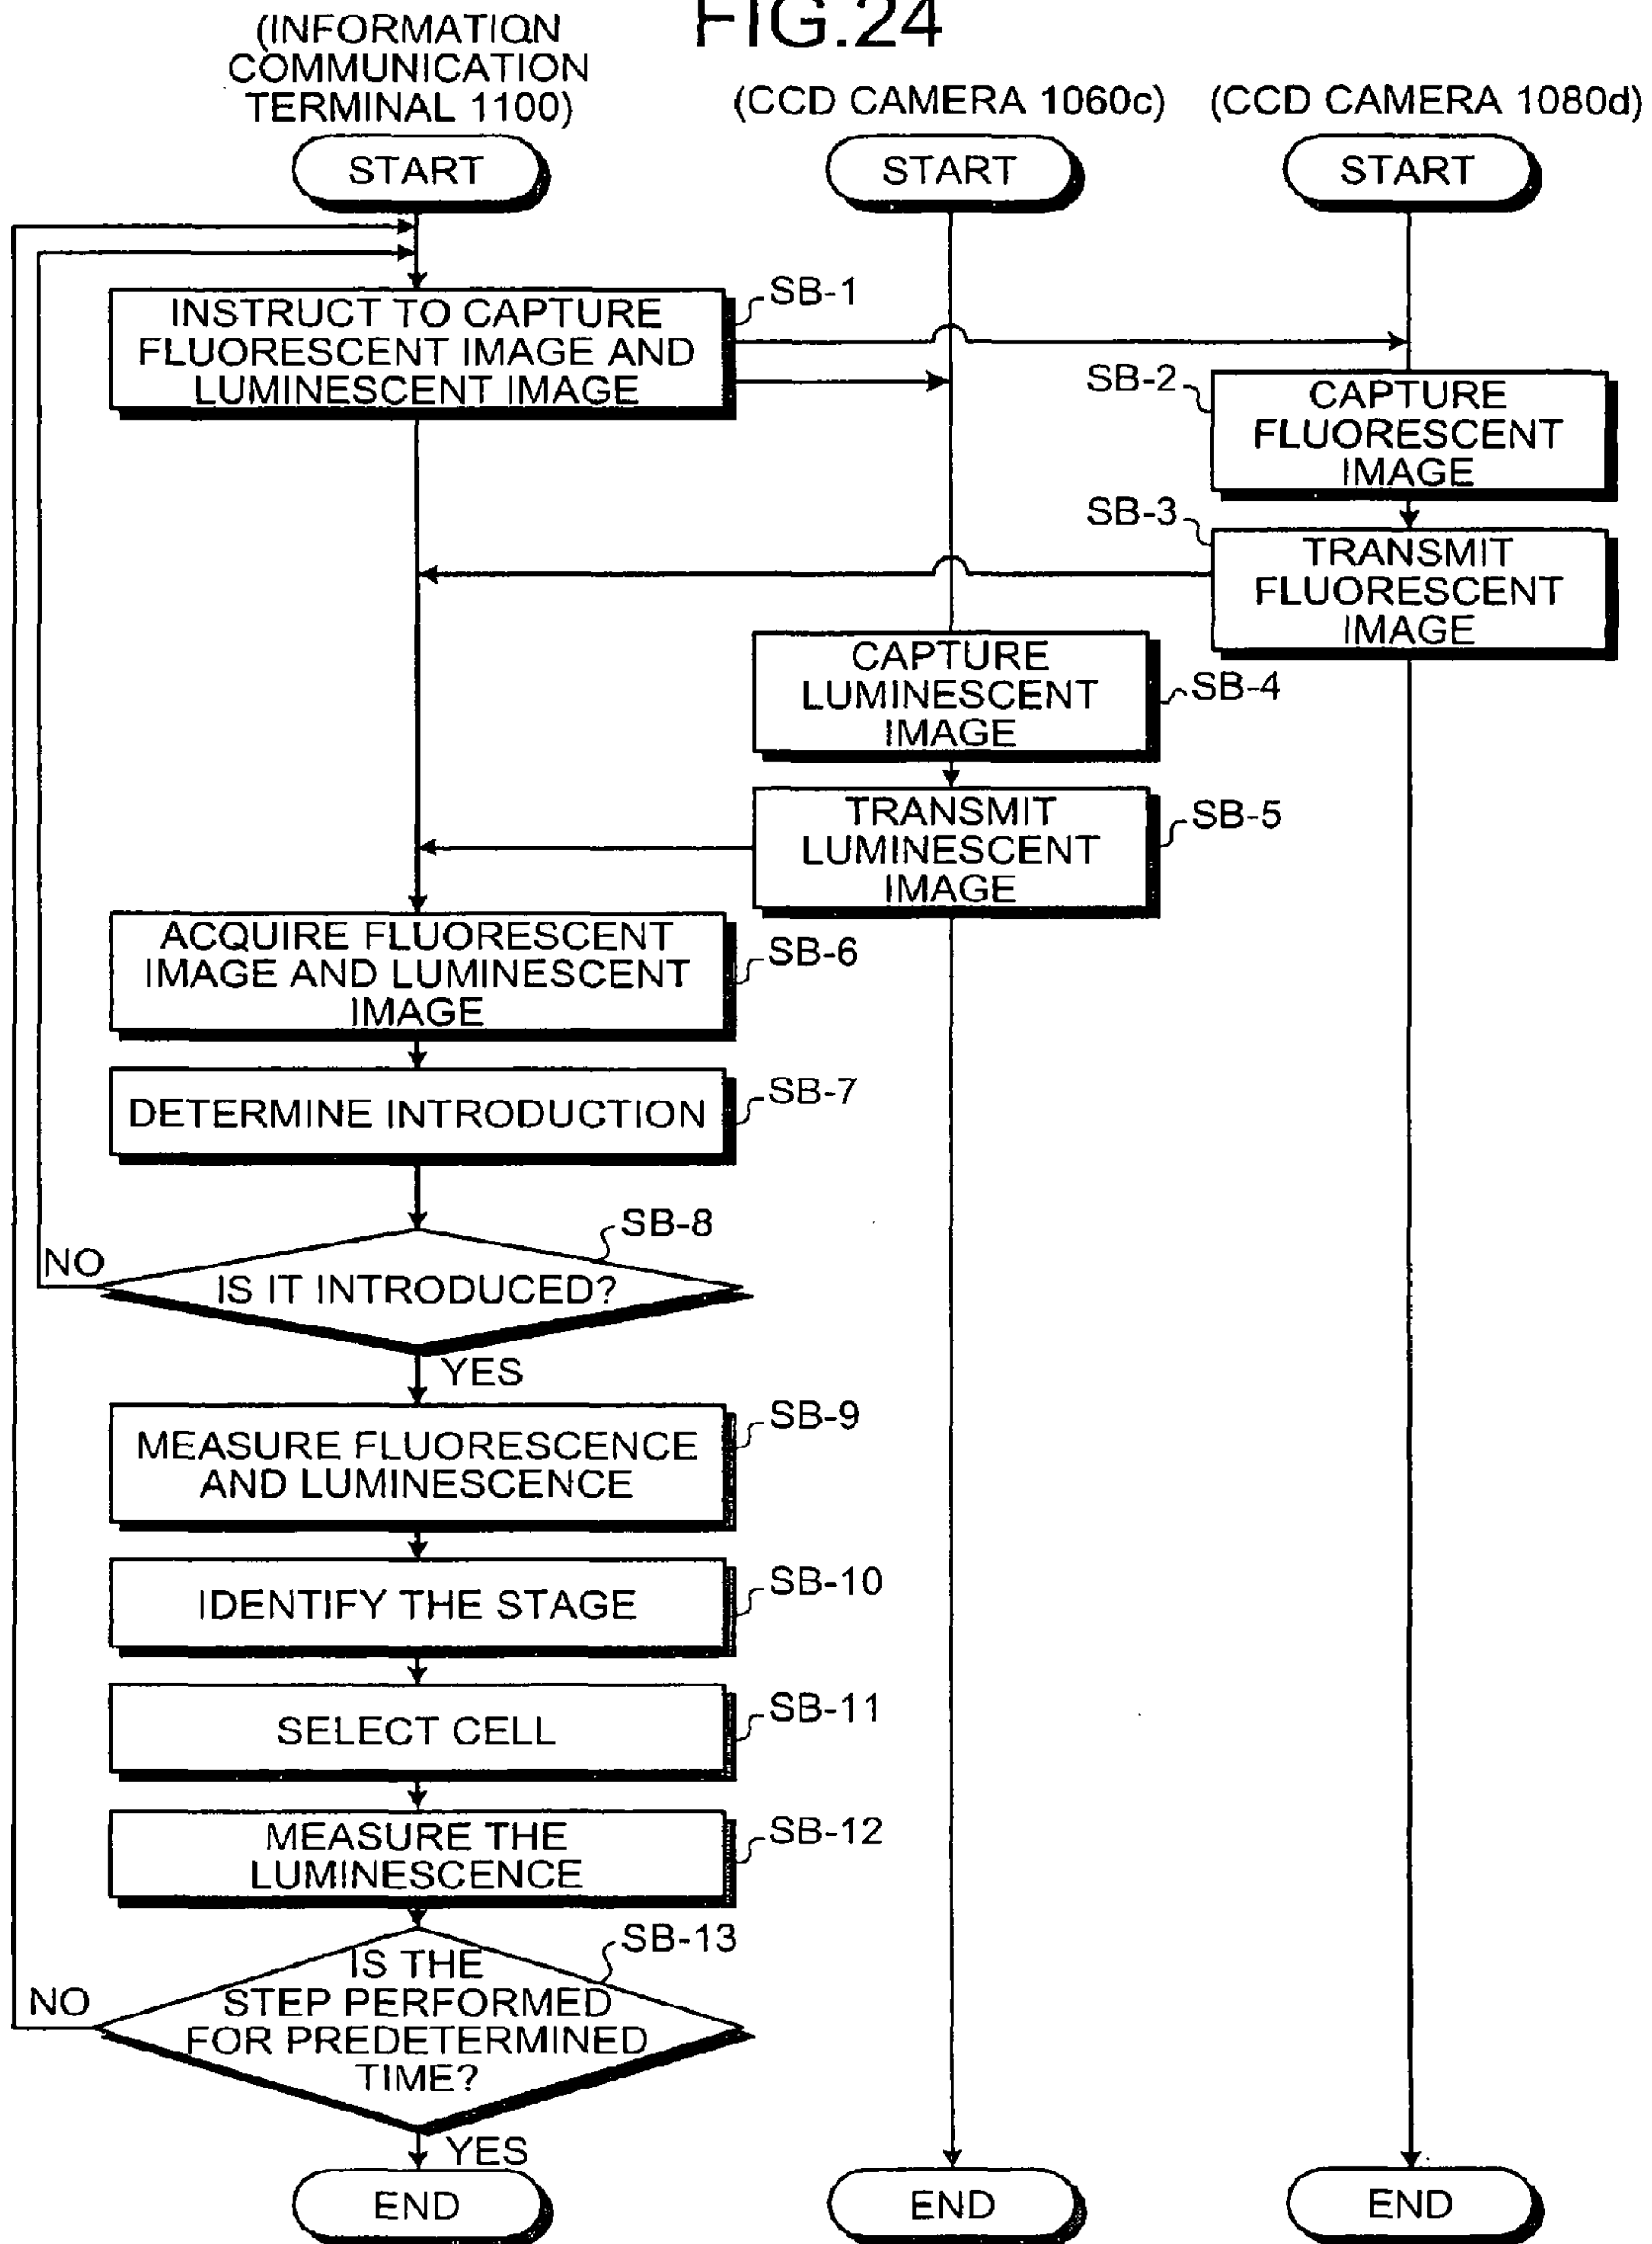 FIG.24
(INFORMATION
COMMUNICATION
TERMINAL 1100)
(CCD CAMERA 1060c)
(CCD CAMERA 1080d)
START
START
START
INSTRUCT TO CAPTURE
FLUORESCENT IMAGE AND
LUMINESCENT IMAGE
SB-1
SB-2
CAPTURE
FLUORESCENT
IMAGE
SB-3
TRANSMIT
FLUORESCENT
IMAGE
CAPTURE
LUMINESCENT
IMAGE
SB-4
TRANSMIT
LUMINESCENT
IMAGE
SB-5
ACQUIRE FLUORESCENT
IMAGE AND LUMINESCENT
IMAGE
SB-6
DETERMINE INTRODUCTION
SB-7
SB-8
NO
IS IT INTRODUCED?
YES
MEASURE FLUORESCENCE
AND LUMINESCENCE
SB-9
IDENTIFY THE STAGE
SB-10
SELECT CELL
SB-11
MEASURE THE
LUMINESCENCE
SB-12
SB-13
NO
IS THE
STEP PERFORMED
FOR PREDETERMINED
TIME?
YES
END
END
END